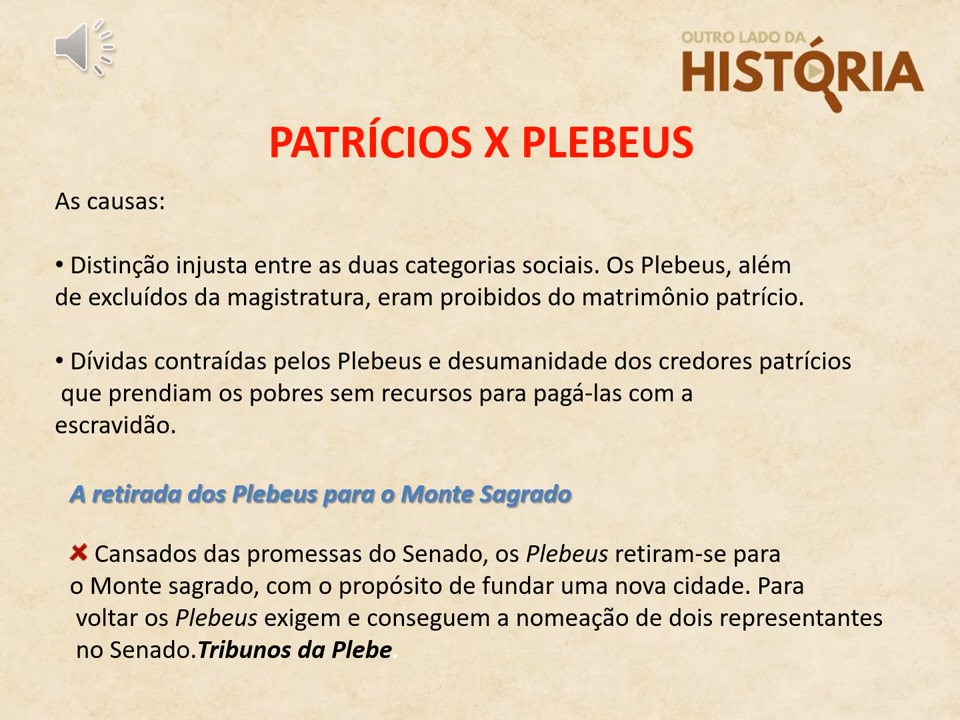 OUTRO LADO DA
HISTÓRIA
PATRÍCIOS X PLEBEUS
As causas:
• Distinção injusta entre as duas categorias sociais. Os Plebeus, além
de excluídos da magistratura, eram proibidos do matrimônio patrício.
• Dívidas contraídas pelos Plebeus e desumanidade dos credores patrícios
que prendiam os pobres sem recursos para pagá-las com a
escravidão.
A retirada dos Plebeus para o Monte Sagrado
✘ Cansados das promessas do Senado, os Plebeus retiram-se para
o Monte sagrado, com o propósito de fundar uma nova cidade. Para
voltar os Plebeus exigem e conseguem a nomeação de dois representantes
no Senado.Tribunos da Plebe.